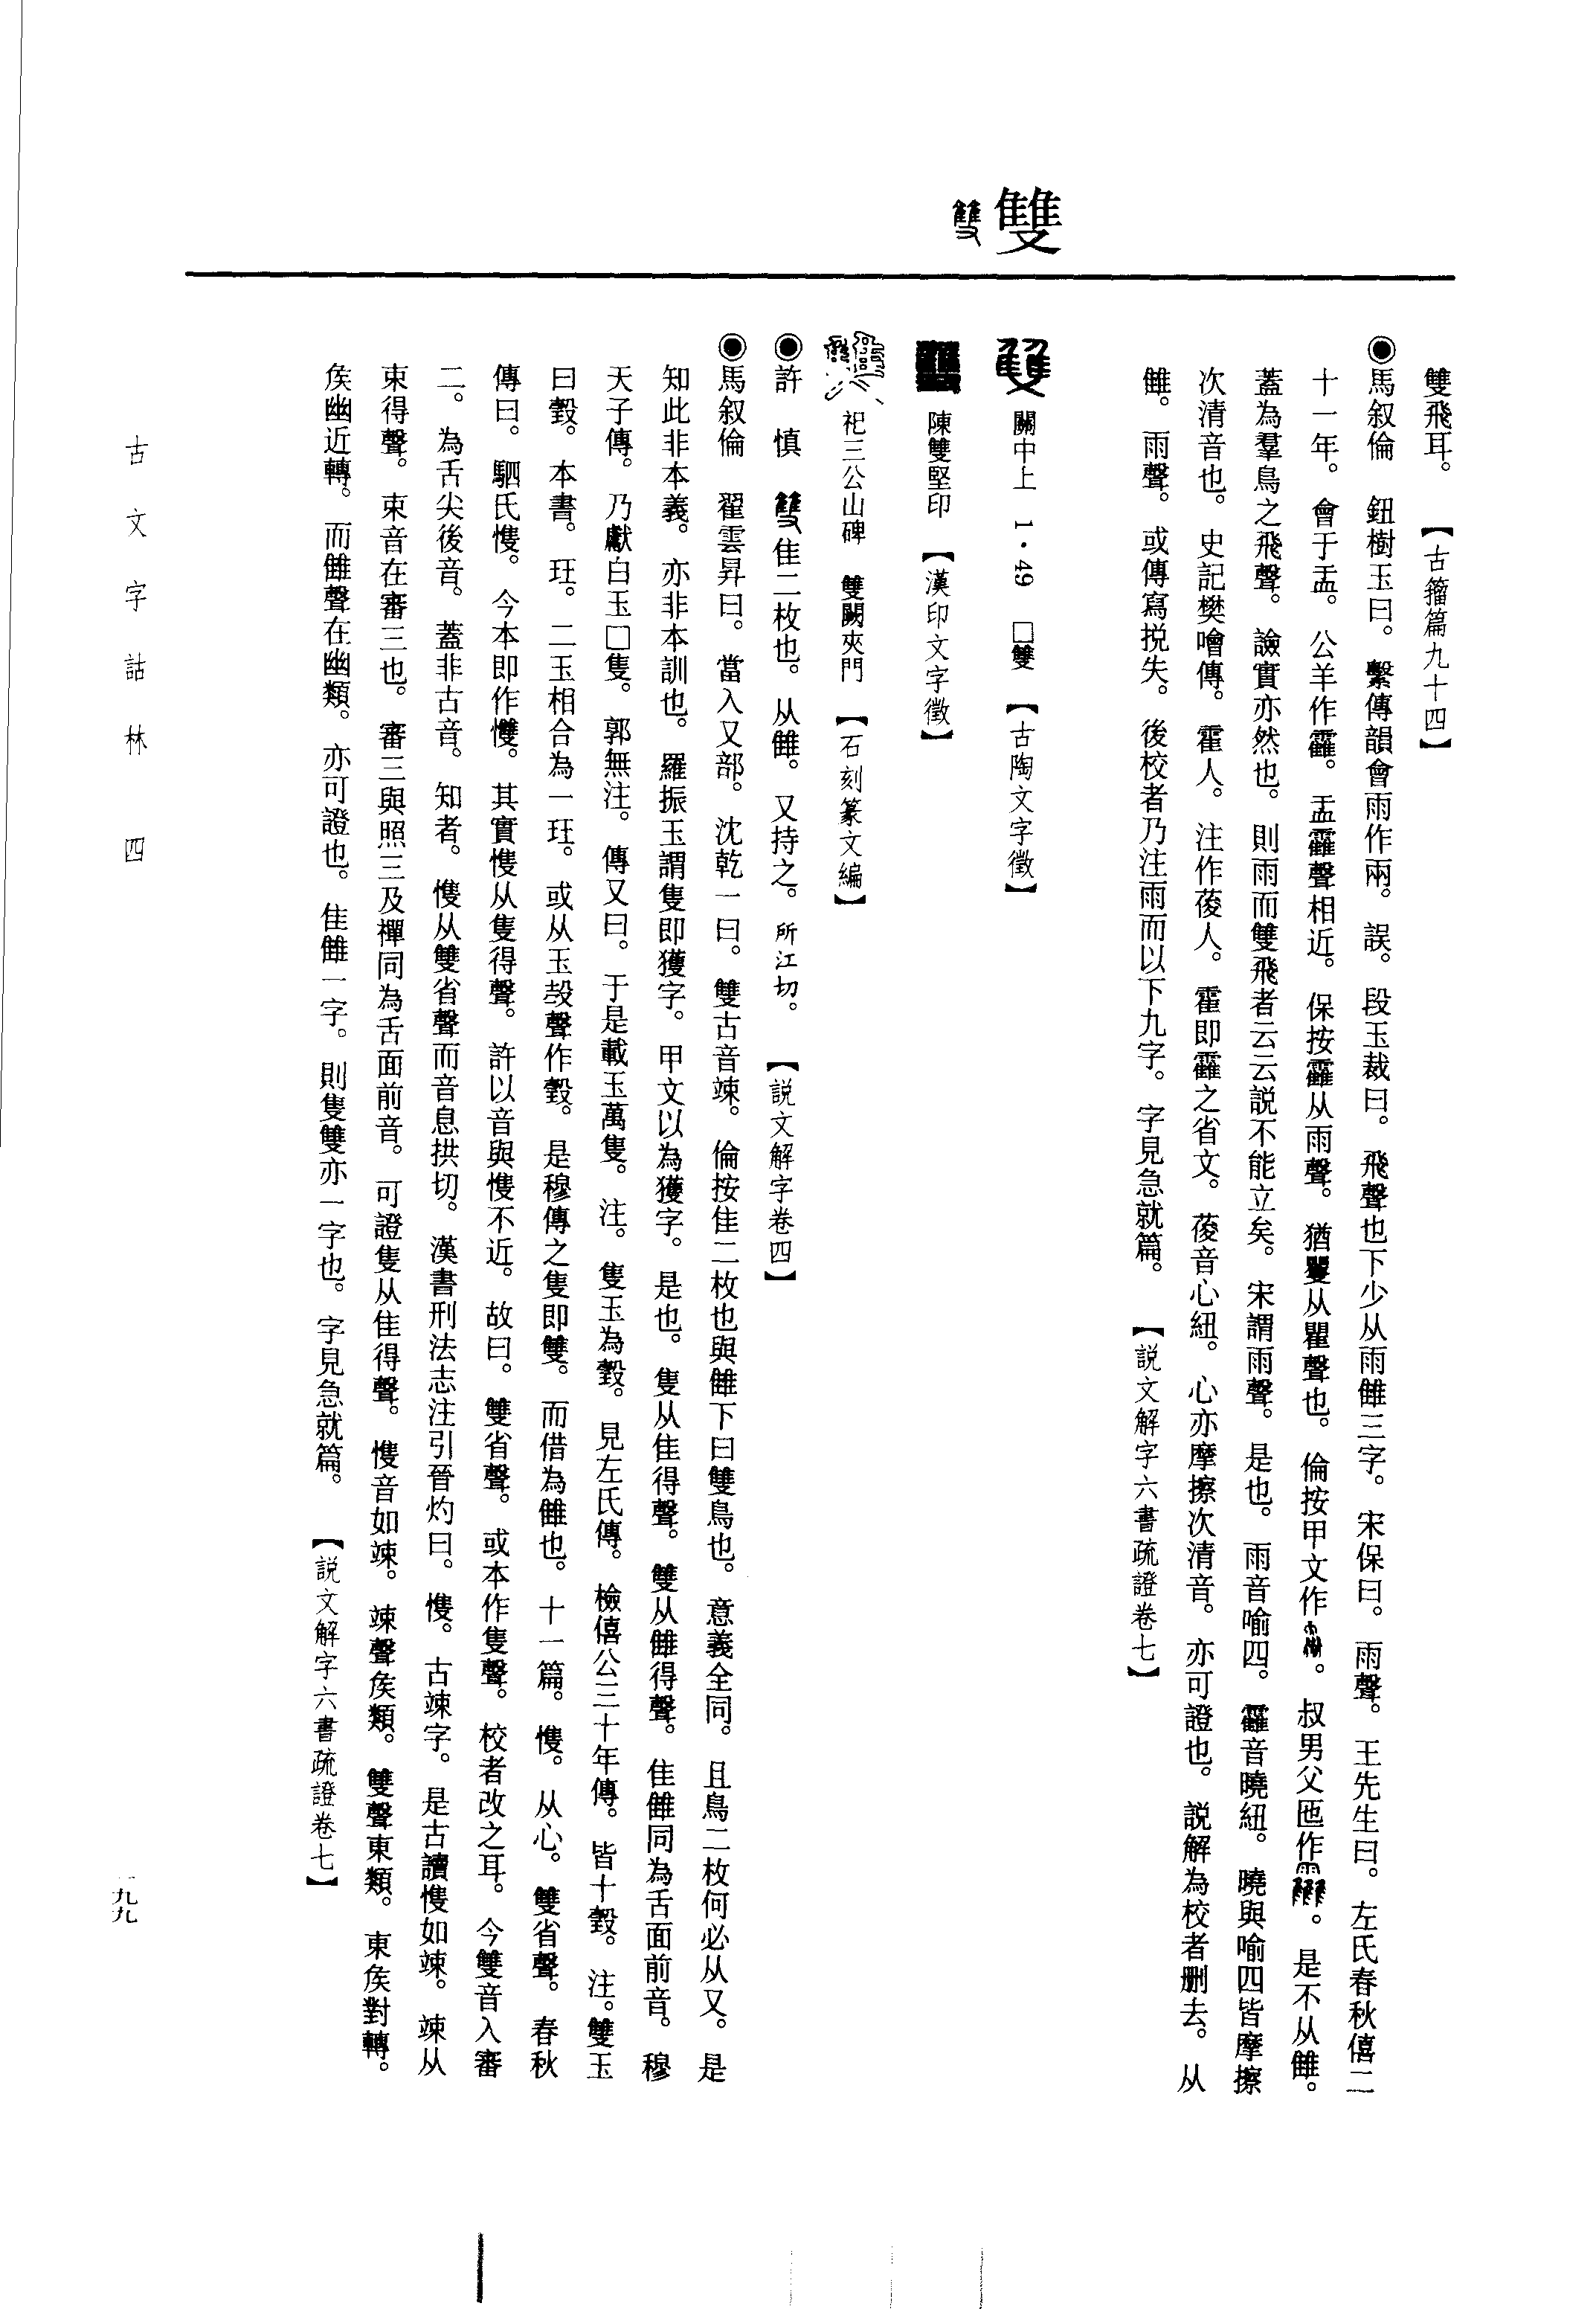 雙
雙飛耳。　【古籀篇九十四】
◉馬叙倫　鈕樹玉曰。繫傳韻會雨作兩。誤。段玉裁曰。飛聲也下少从雨雔三字。宋保曰。雨聲。王先生曰。左氏春秋僖二
十一年。會于盂。公羊作靃。盂靃聲相近。保按靃从雨聲。猶矍从瞿聲也。倫按甲文作。叔男父匜作。是不从雔。
蓋為羣鳥之飛聲。譣實亦然也。則雨而雙飛者云云説不能立矣。宋謂雨聲。是也。雨音喻四。靃音曉紐。曉與喻四皆摩擦
次清音也。史記樊噲傳。霍人。注作葰人。霍即靃之省文。葰音心紐。心亦摩擦次清音。亦可證也。説解為校者删去。从
雔。雨聲。或傳寫挩失。後校者乃注雨而以下九字。字見急就篇。　【説文解字六書疏證卷七】
關中上　1・49　□雙　【古陶文字徵】
陳雙堅印　【漢印文字徵】
祀三公山碑　雙闕夾門　【石刻篆文編】
◉許　慎　隹二枚也。从雔。又持之。所江切。　【説文解字卷四】
◉馬叙倫　翟雲昇曰。當入又部。沈乾一曰。雙古音竦。倫按隹二枚也與雔下曰雙鳥也。意義全同。且鳥二枚何必从又。是
知此非本義。亦非本訓也。羅振玉謂隻即獲字。甲文以為獲字。是也。隻从隹得聲。雙从雔得聲。隹雔同為舌面前音。穆
天子傳。乃獻白玉□隻。郭無注。傳又曰。于是載玉萬隻。注。隻玉為瑴。見左氏傳。檢僖公三十年傳。皆十瑴。注。雙玉
曰瑴。本書。玨。二玉相合為一玨。或从玉㱿聲作瑴。是穆傳之隻即雙。而借為雔也。十一篇。愯。从心。雙省聲。春秋
傳曰。駟氏愯。今本即作㦼。其實愯从隻得聲。許以音與愯不近。故曰。雙省聲。或本作隻聲。校者改之耳。今雙音入審
二。為舌尖後音。蓋非古音。知者。愯从雙省聲而音息拱切。漢書刑法志注引晉灼曰。愯。古竦字。是古讀愯如竦。竦从
束得聲。束音在審三也。審三與照三及禪同為舌面前音。可證隻从隹得聲。愯音如竦。竦聲矦類。雙聲東類。東矦對轉。
矦幽近轉。而雔聲在幽類。亦可證也。隹雔一字。則隻雙亦一字也。字見急就篇。　【説文解字六書疏證卷七】
古文字詁林　四
一九九